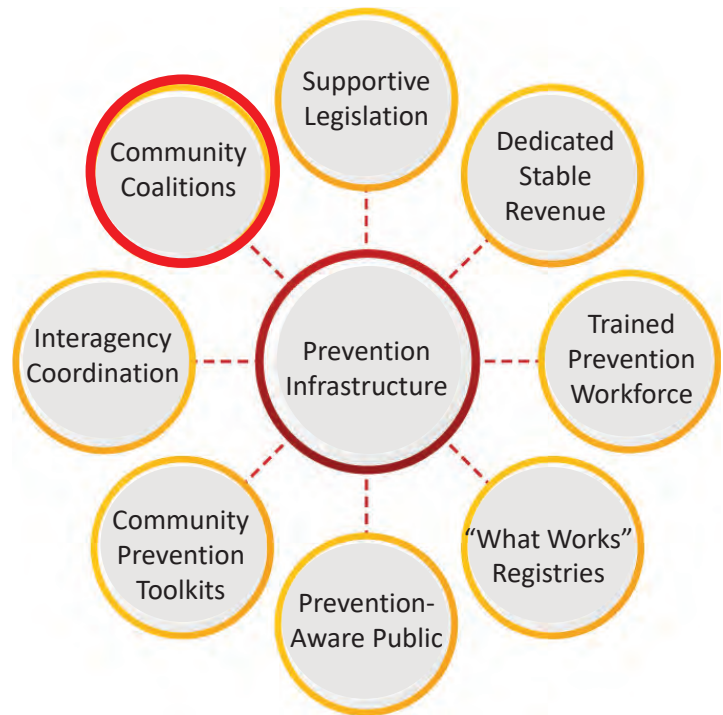 Supportive
Legislation
Dedicated
Stable
Revenue
Trained
Prevention
Workforce
“What Works”
Registries
Prevention-
Aware Public
Community
Prevention
Toolkits
Interagency
Coordination
Community
Coalitions
Prevention
Infrastructure